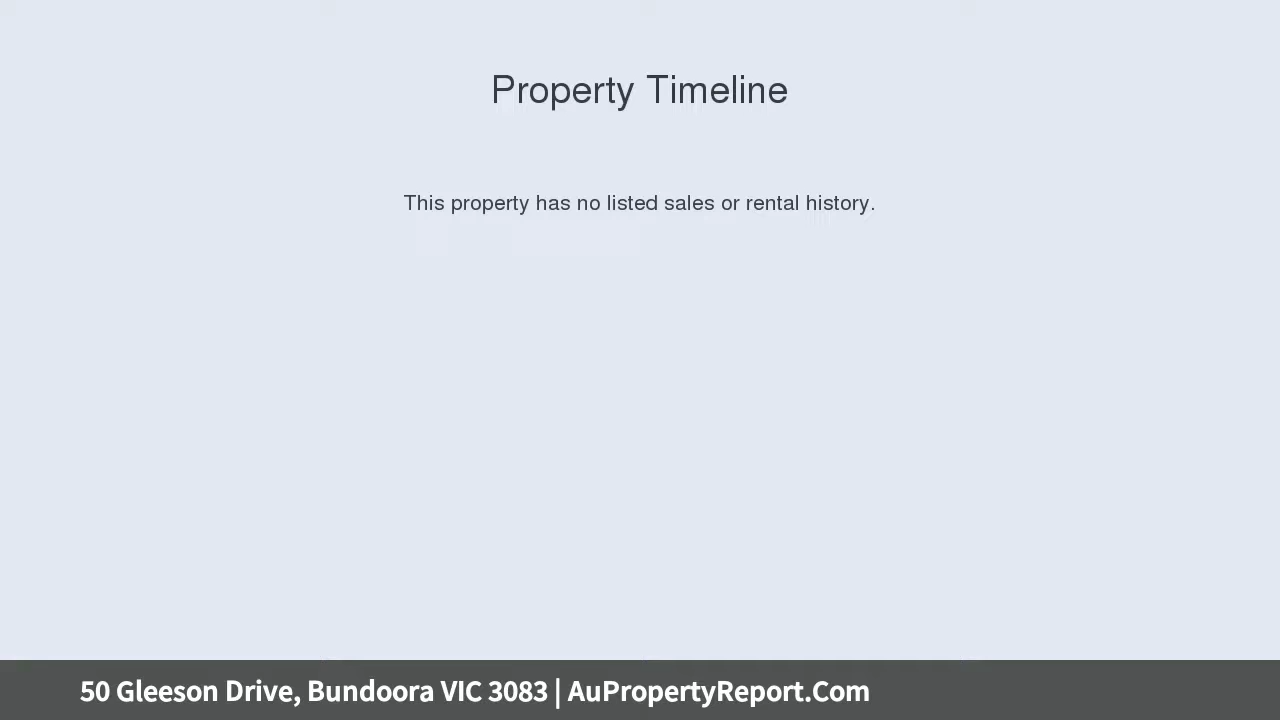 Property Timeline
This property has no listed sales or rental history.
50 Gleeson Drive, Bundoora VIC 3083 | AuPropertyReport.Com